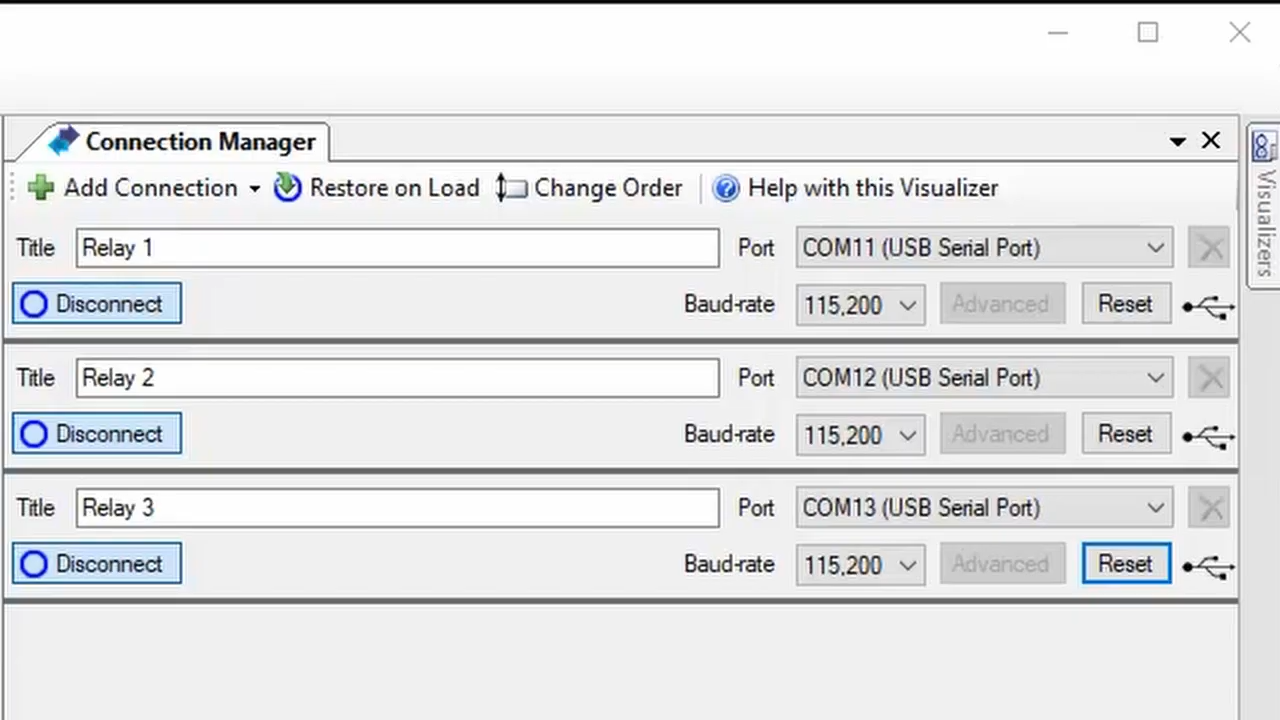 Connection Manager
Add Connection Restore on Load Change Order Help with this Visualizer
Visualizers
Title Relay 1 Port COM11 (USB Serial Port)
Disconnect Baud-rate 115,200 Advanced Reset
Title Relay 2 Port COM12 (USB Serial Port)
Disconnect Baud-rate 115,200 Advanced Reset
Title Relay 3 Port COM13 (USB Serial Port)
Disconnect Baud-rate 115,200 Advanced Reset